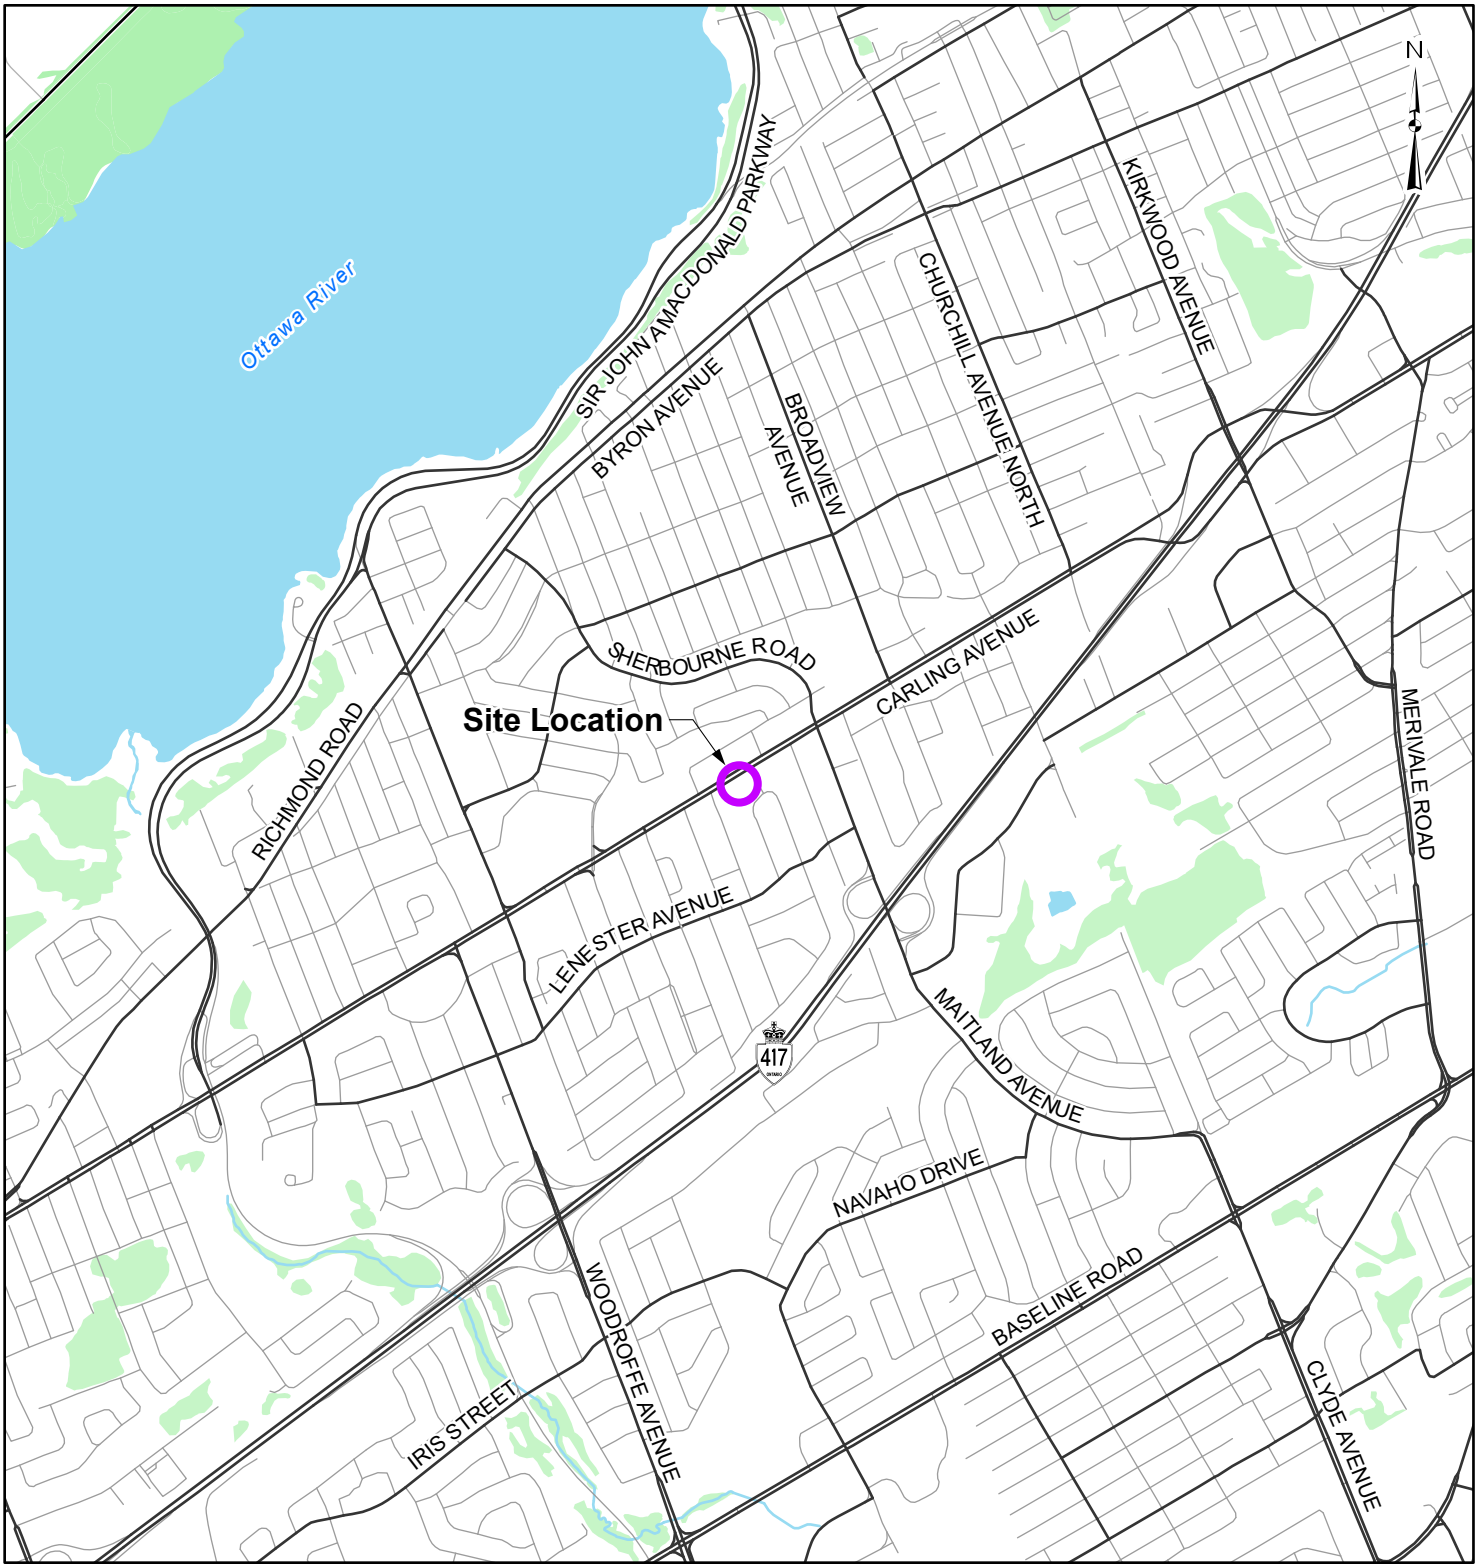 N
Ottawa River
SIR JOHN AMACDONALD PARKWAY
KIRKWOOD AVENUE
CHURCHILL AVENUE NORTH
BYRON AVENUE
BROADVIEW
AVENUE
SHERBOURNE ROAD
CARLING AVENUE
Site Location
RICHMOND ROAD
MERIVALE ROAD
LENESTER AVENUE
417
ONTARIO
MAITLAND AVENUE
NAVAHO DRIVE
BASELINE ROAD
WOODROFFE AVENUE
IRIS STREET
CLYDE AVENUE